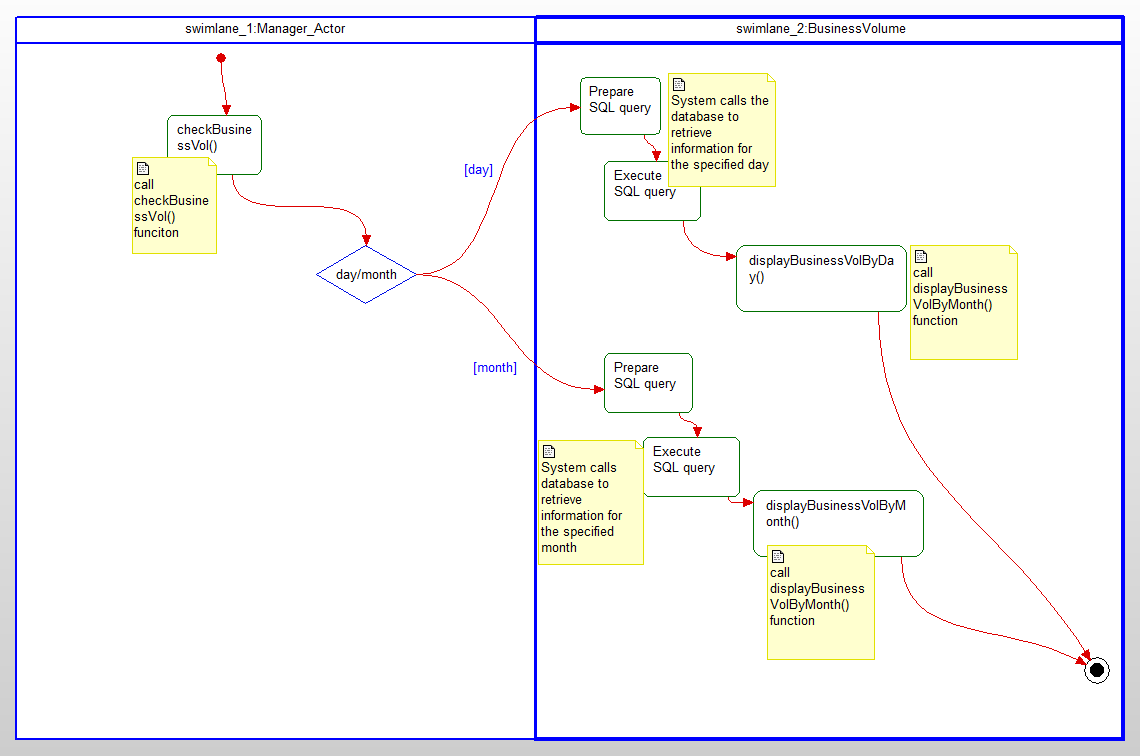 swimlane_1:Manager_Actor
swimlane_2:BusinessVolume
checkBusine
ssVol()
call
checkBusine
ssVol()
funciton
day/month
[day]
[month]
Prepare
SQL query
System calls the
database to
retrieve
information for
the specified day
Execute
SQL query
displayBusinessVolByDa
y()
call
displayBusiness
VolByMonth()
function
Prepare
SQL query
Execute
SQL query
System calls
database to
retrieve
information for
the specified
month
displayBusinessVolByM
onth()
call
displayBusiness
VolByMonth()
function